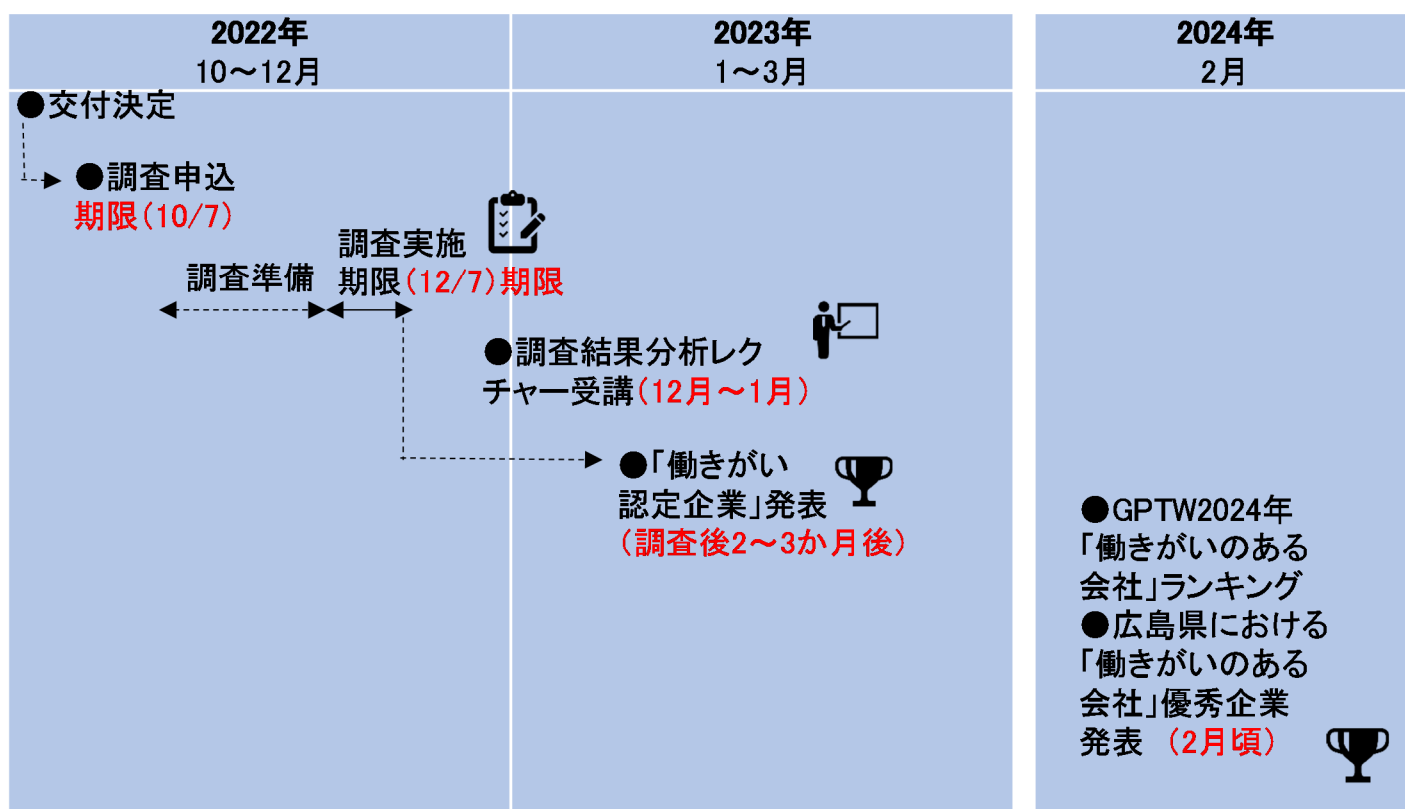 2022年
10～12月
2023年
1～3月
2024年
2月
●交付決定
●調査申込
期限(10/7)
調査準備
調査実施
期限(12/7)期限
●調査結果分析レク
チャー受講(12月～1月)
●「働きがい
認定企業」発表
(調査後2～3か月後)
●GPTW2024年
「働きがいのある
会社」ランキング
●広島県における
「働きがいのある
会社」優秀企業
発表 (2月頃)